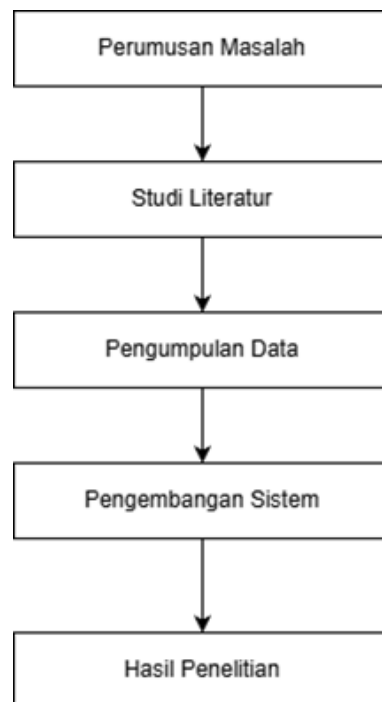 Perumusan Masalah
Studi Literatur
Pengumpulan Data
Pengembangan Sistem
Hasil Penelitian